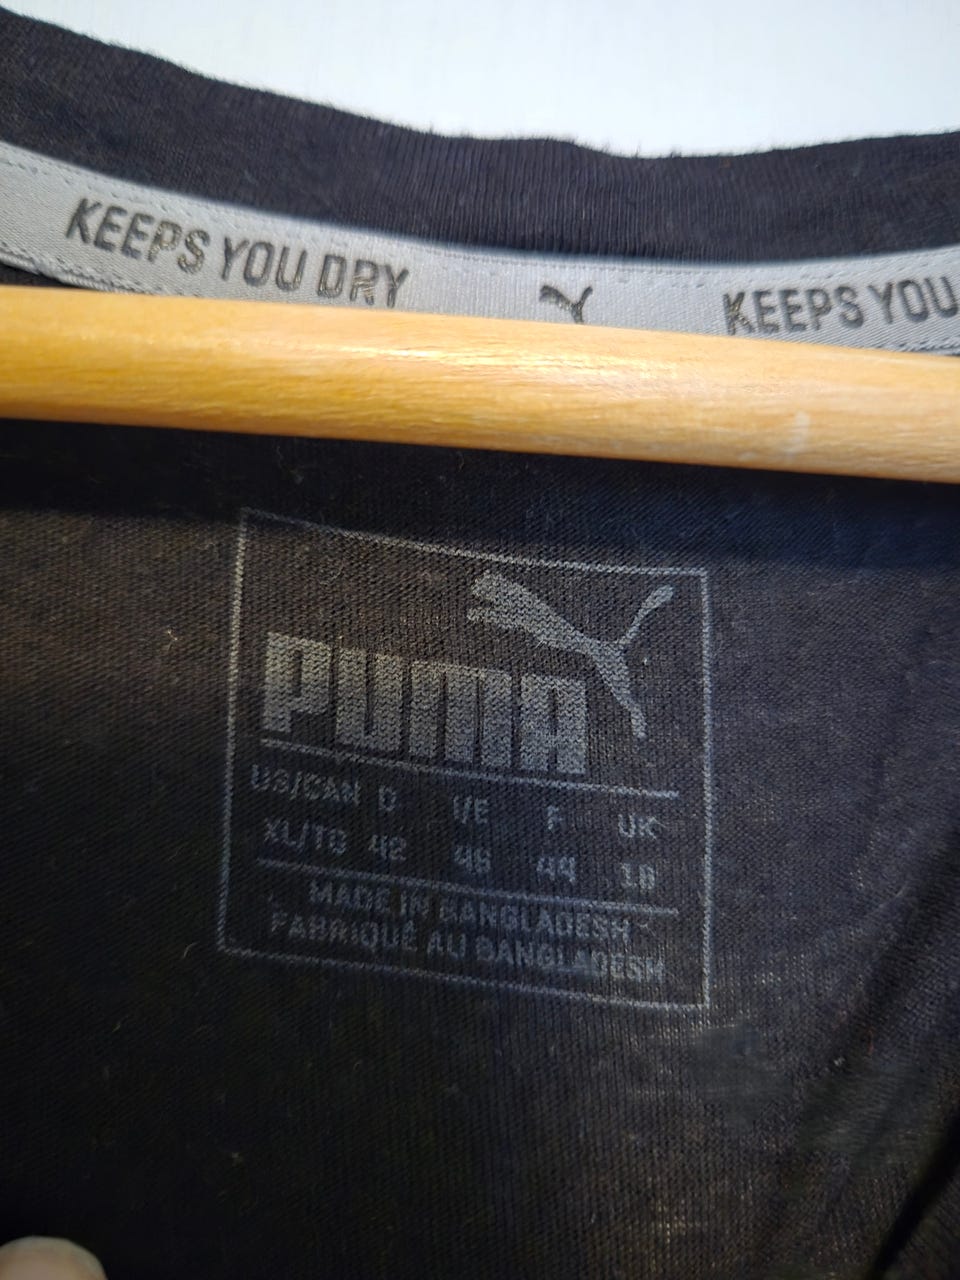 KEEPS YOU DRY
KEEPS YOU
PUMA
US/CAN D I/E F UK
XL/TG 42 46 44 18
MADE IN BANGLADESH
FABRIQUÉ AU BANGLADESH